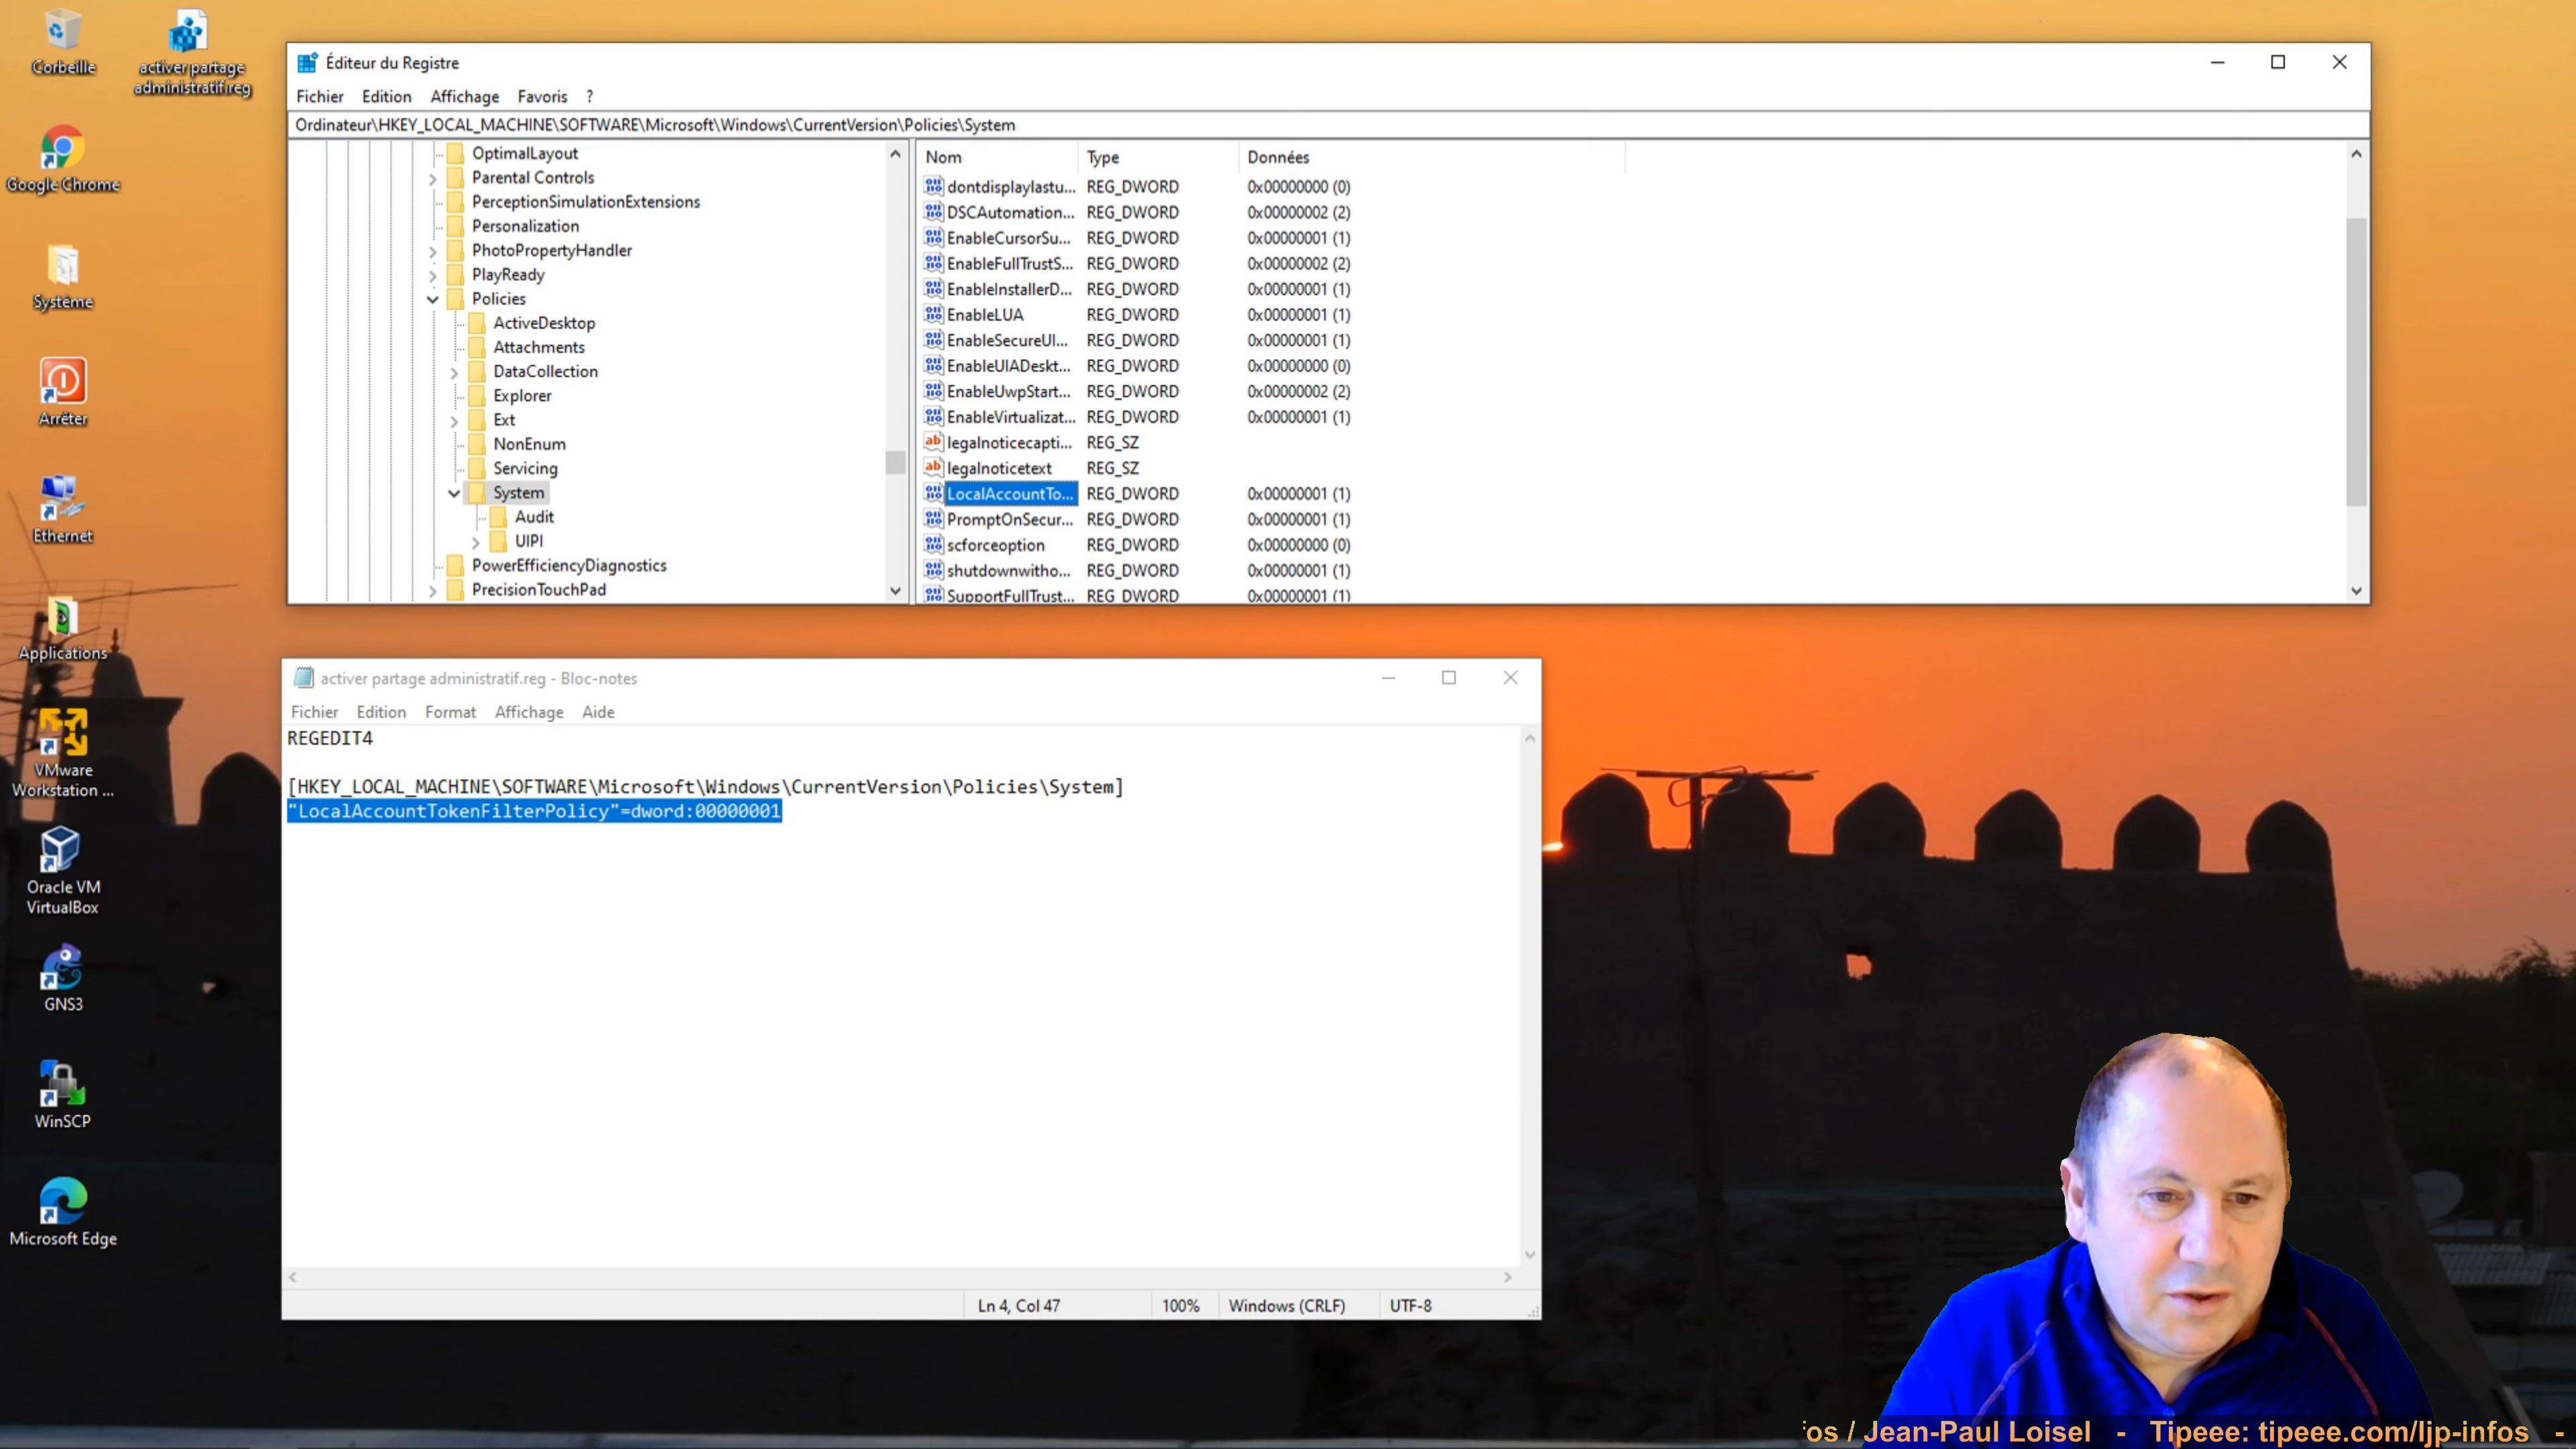 Corbeille
activer partage
administratif.reg
Google Chrome
Système
Arrêter
Ethernet
Applications
VMware
Workstation ...
Oracle VM
VirtualBox
GNS3
WinSCP
Microsoft Edge
Éditeur du Registre
Fichier Edition Affichage Favoris ?
Ordinateur\HKEY_LOCAL_MACHINE\SOFTWARE\Microsoft\Windows\CurrentVersion\Policies\System
OptimalLayout
Parental Controls
PerceptionSimulationExtensions
Personalization
PhotoPropertyHandler
PlayReady
Policies
ActiveDesktop
Attachments
DataCollection
Explorer
Ext
NonEnum
Servicing
System
Audit
UIPI
PowerEfficiencyDiagnostics
PrecisionTouchPad
Nom Type Données
dontdisplaylastu... REG_DWORD 0x00000000 (0)
DSCAutomation... REG_DWORD 0x00000002 (2)
EnableCursorSu... REG_DWORD 0x00000001 (1)
EnableFullTrustS... REG_DWORD 0x00000002 (2)
EnableInstallerD... REG_DWORD 0x00000001 (1)
EnableLUA REG_DWORD 0x00000001 (1)
EnableSecureUI... REG_DWORD 0x00000001 (1)
EnableUIADeskt... REG_DWORD 0x00000000 (0)
EnableUwpStart... REG_DWORD 0x00000002 (2)
EnableVirtualizat... REG_DWORD 0x00000001 (1)
legalnoticecapti... REG_SZ
legalnoticetext REG_SZ
LocalAccountTo... REG_DWORD 0x00000001 (1)
PromptOnSecur... REG_DWORD 0x00000001 (1)
scforceoption REG_DWORD 0x00000000 (0)
shutdownwitho... REG_DWORD 0x00000001 (1)
SupportFullTrust... REG_DWORD 0x00000001 (1)
activer partage administratif.reg - Bloc-notes
Fichier Edition Format Affichage Aide
REGEDIT4
[HKEY_LOCAL_MACHINE\SOFTWARE\Microsoft\Windows\CurrentVersion\Policies\System]
"LocalAccountTokenFilterPolicy"=dword:00000001
Ln 4, Col 47 100% Windows (CRLF) UTF-8
os / Jean-Paul Loisel - Tipeee: tipeee.com/ljp-infos -